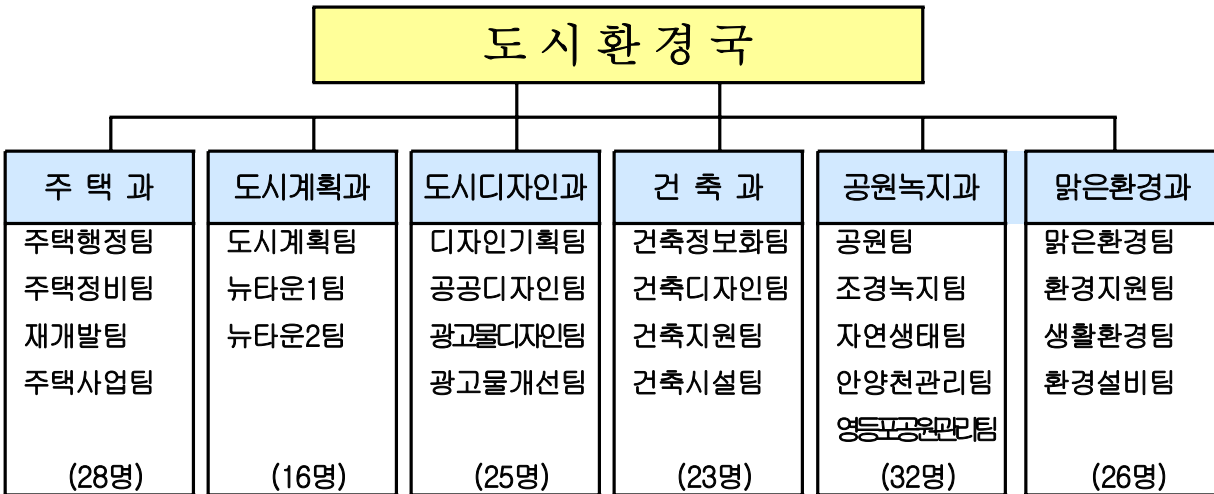 도시환경국
주택과
주택행정팀
주택정비팀
재개발팀
주택사업팀
(28명)
도시계획과
도시계획팀
뉴타운1팀
뉴타운2팀
(16명)
도시디자인과
디자인기획팀
공공디자인팀
광고물디자인팀
광고물개선팀
(25명)
건축과
건축정보화팀
건축디자인팀
건축지원팀
건축시설팀
(23명)
공원녹지과
공원팀
조경녹지팀
자연생태팀
안양천관리팀
영등포공원관리팀
(32명)
맑은환경과
맑은환경팀
환경지원팀
생활환경팀
환경설비팀
(26명)